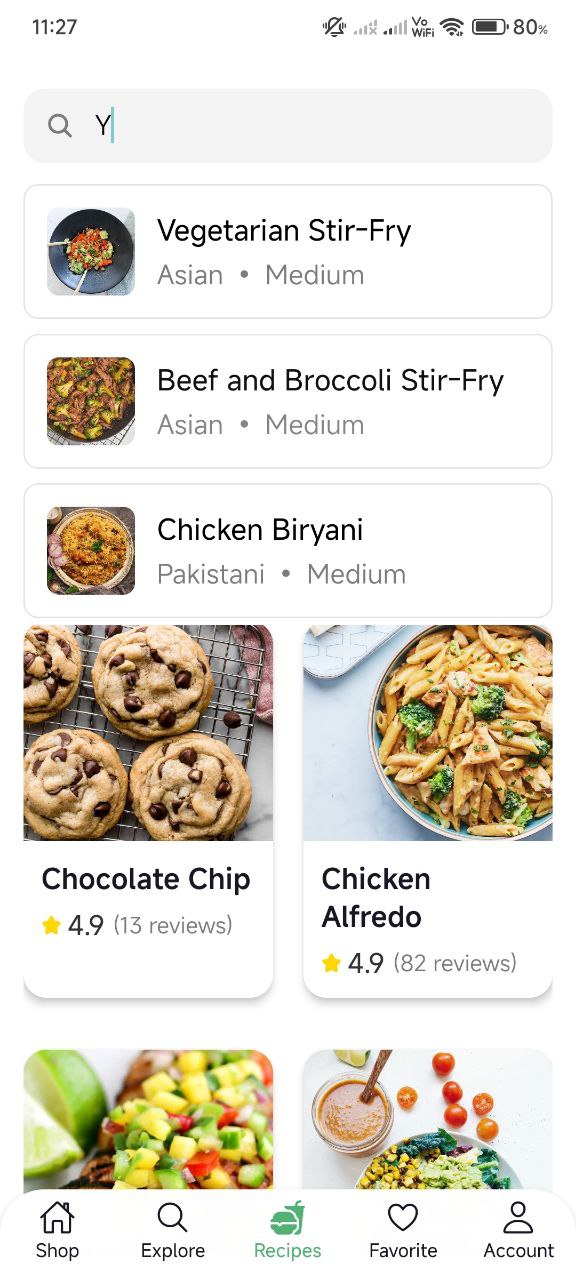 11:27
Vo
WiFi
80%
Y
Vegetarian Stir-Fry
Asian • Medium
Beef and Broccoli Stir-Fry
Asian • Medium
Chicken Biryani
Pakistani • Medium
Chocolate Chip
4.9 (13 reviews)
Chicken
Alfredo
4.9 (82 reviews)
Shop
Explore
Recipes
Favorite
Account